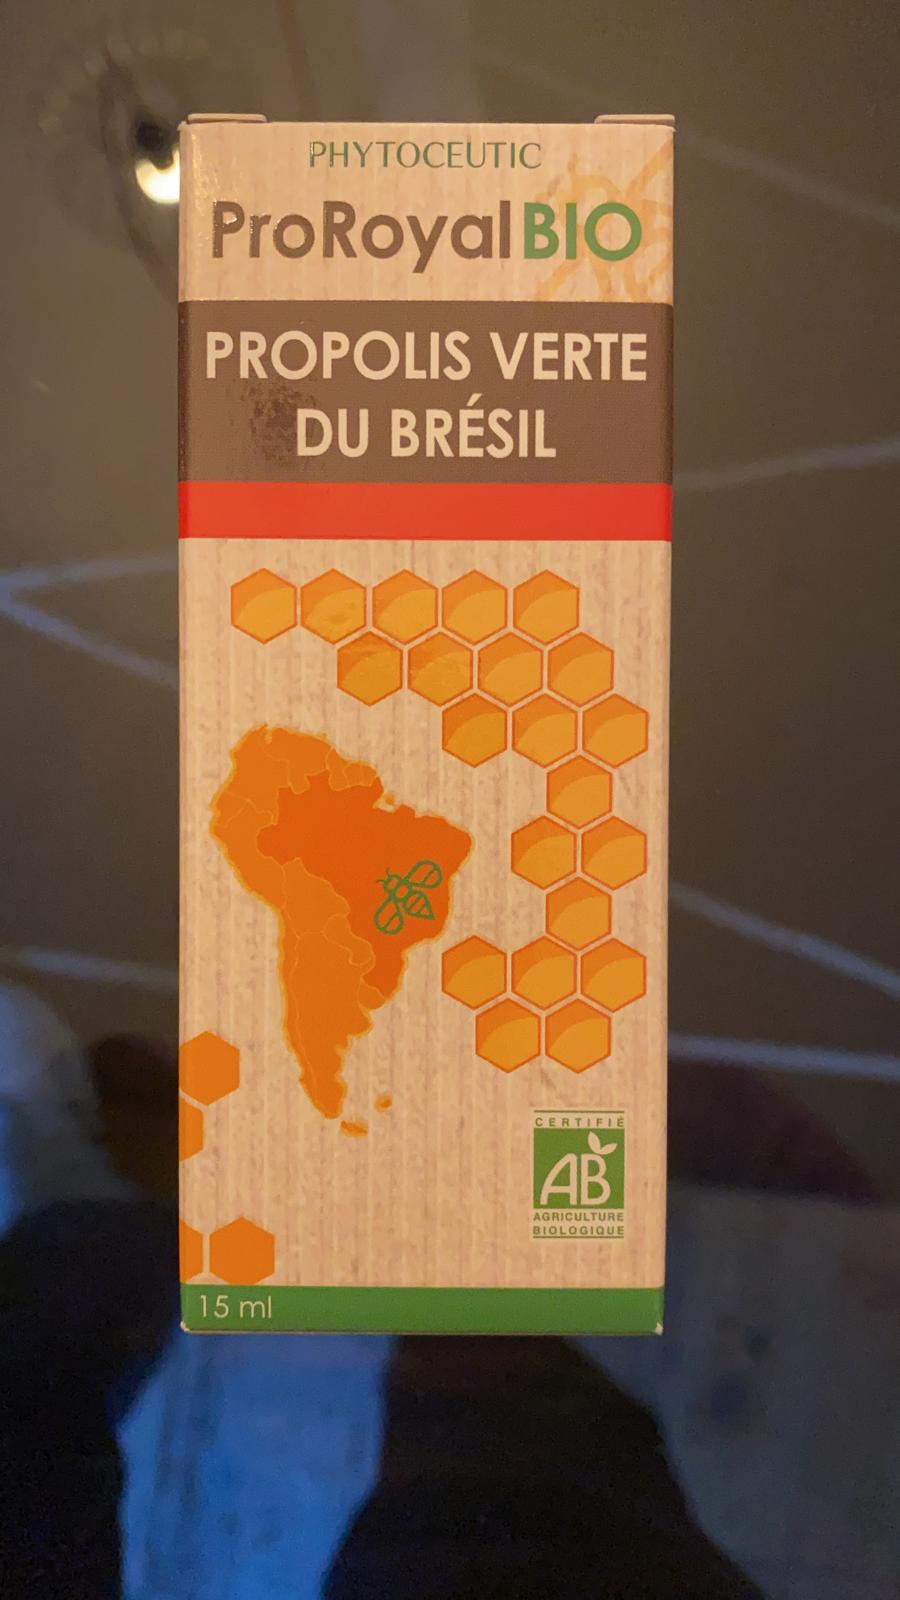 PHYTOCEUTIC
ProRoyalBIO
PROPOLIS VERTE
DU BRÉSIL
CERTIFIÉ
AB
AGRICULTURE
BIOLOGIQUE
15 ml